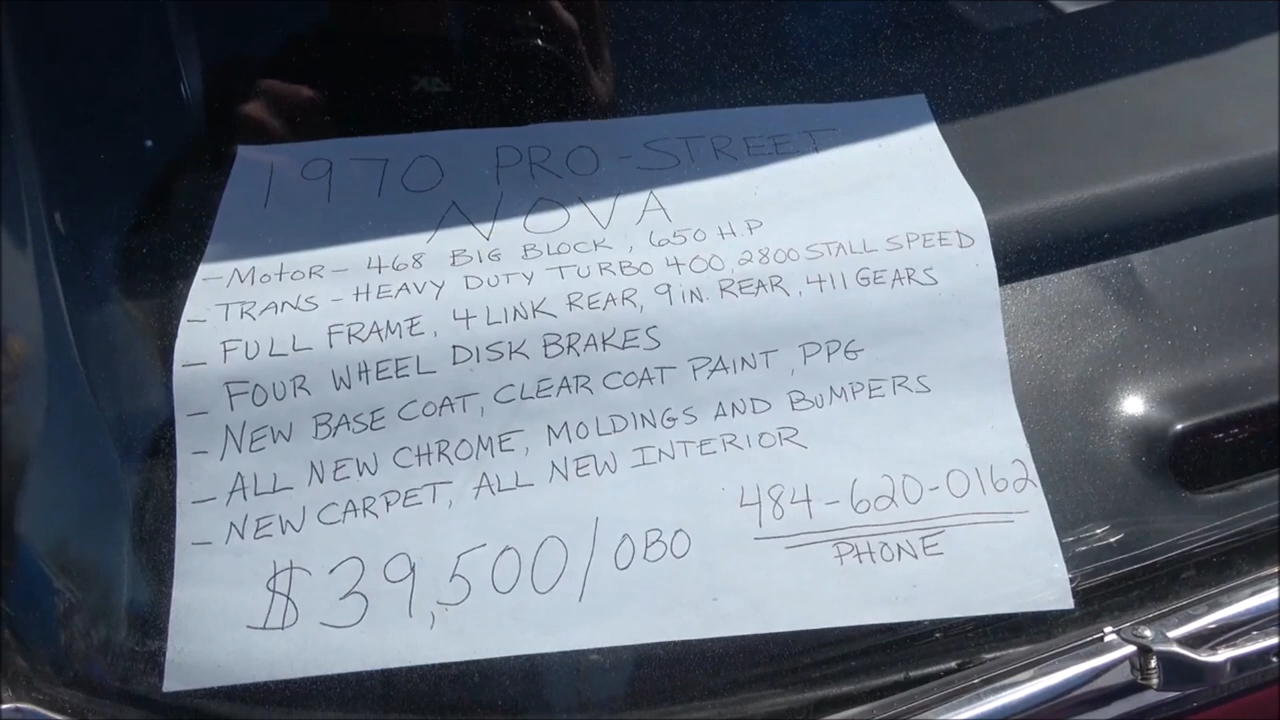 1970 PRO-STREET
NOVA
- MOTOR - 468 BIG BLOCK, 650 H.P
- TRANS - HEAVY DUTY TURBO 400, 2800 STALL SPEED
- FULL FRAME, 4 LINK REAR, 9 IN. REAR, 411 GEARS
- FOUR WHEEL DISK BRAKES
- NEW BASE COAT, CLEAR COAT PAINT, PPG
- ALL NEW CHROME, MOLDINGS AND BUMPERS
- NEW CARPET, ALL NEW INTERIOR
484-620-0162
PHONE
$39,500/OBO